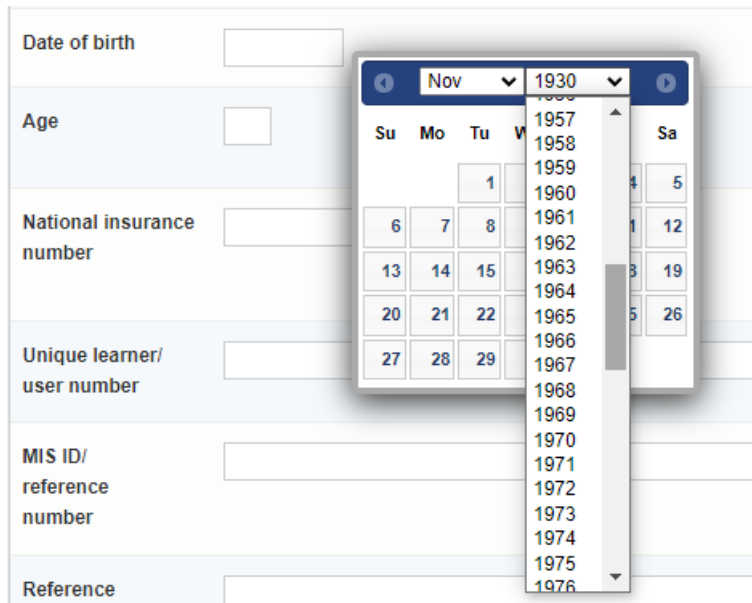 Date of birth
Nov 1930
Su Mo Tu W Sa
Age
1 4 5
6 7 8 1 12
13 14 15 19
20 21 22 5 26
27 28 29
1957
1958
1959
1960
1961
1962
1963
1964
1965
1966
1967
1968
1969
1970
1971
1972
1973
1974
1975
1976
National insurance
number
Unique learner/
user number
MIS ID/
reference
number
Reference